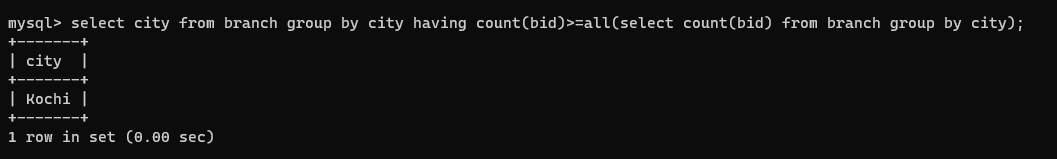 mysql> select city from branch group by city having count(bid)>=all(select count(bid) from branch group by city);
+-------+
| city  |
+-------+
| Kochi |
+-------+
1 row in set (0.00 sec)